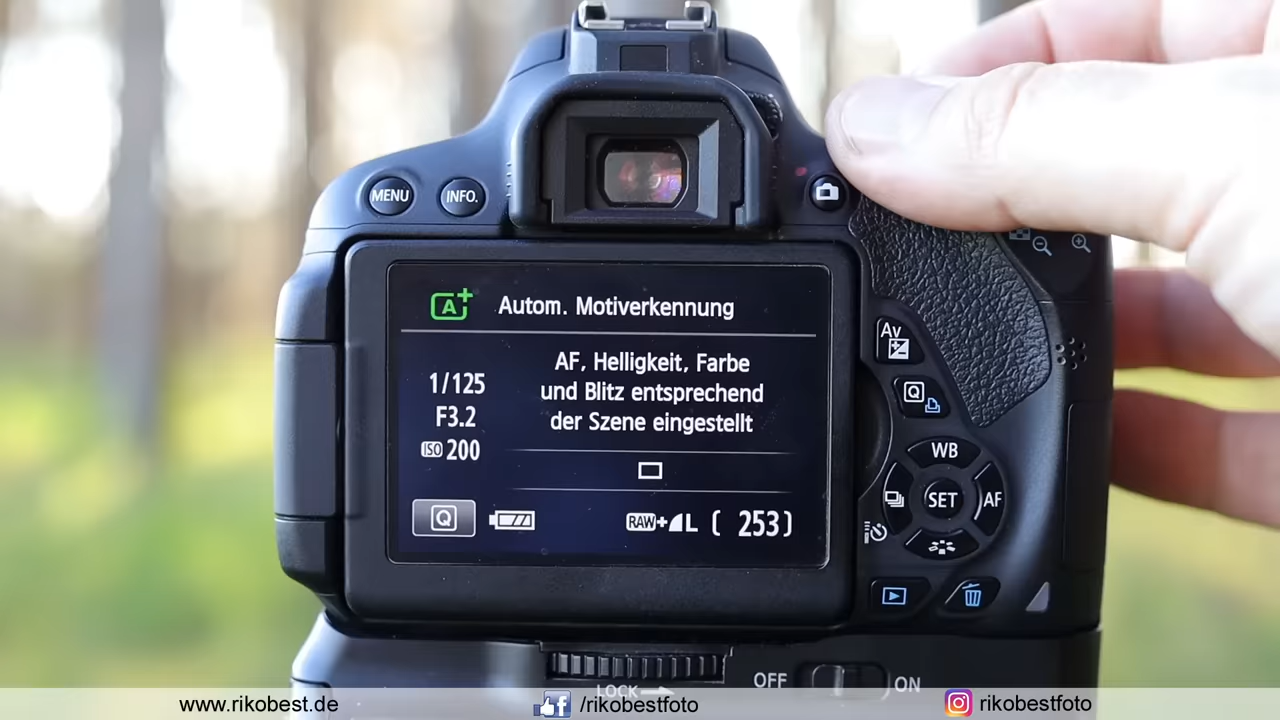 MENU
INFO.
A+ Autom. Motiverkennung
1/125
F3.2
ISO 200
AF, Helligkeit, Farbe
und Blitz entsprechend
der Szene eingestellt
Q
RAW+L [ 253]
Av
Q
WB
SET
AF
LOCK
OFF
ON
www.rikobest.de
/rikobestfoto
rikobestfoto